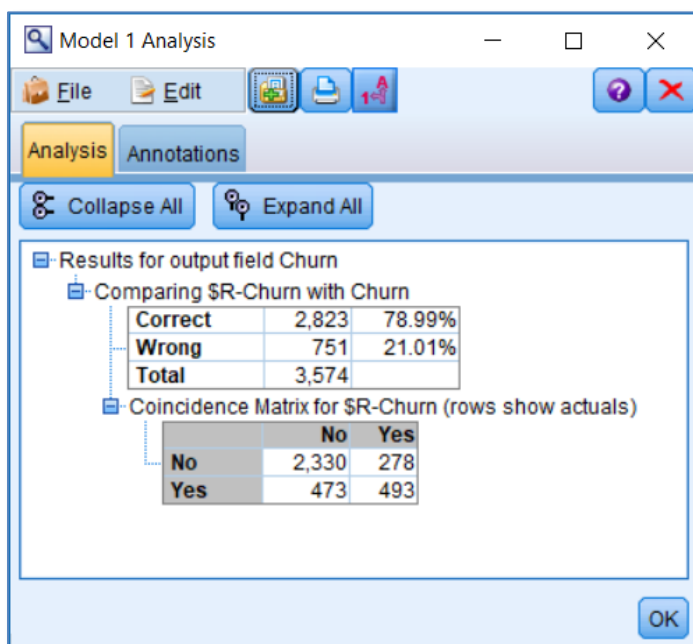 Model 1 Analysis
File Edit
Analysis Annotations
Collapse All Expand All
Results for output field Churn
Comparing $R-Churn with Churn
Correct 2,823 78.99%
Wrong 751 21.01%
Total 3,574
Coincidence Matrix for $R-Churn (rows show actuals)
No Yes
No 2,330 278
Yes 473 493
OK